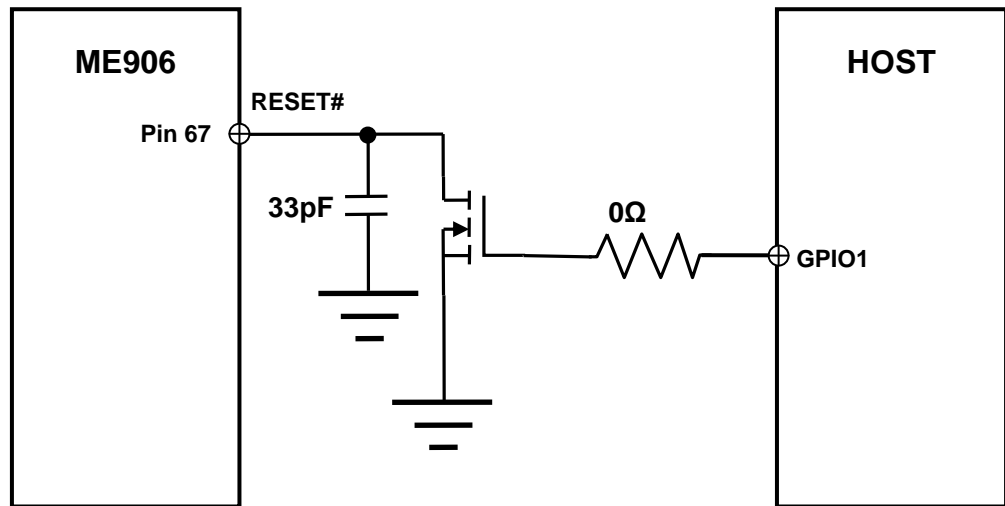 ME906
HOST
RESET#
Pin 67
33pF
0Ω
GPIO1